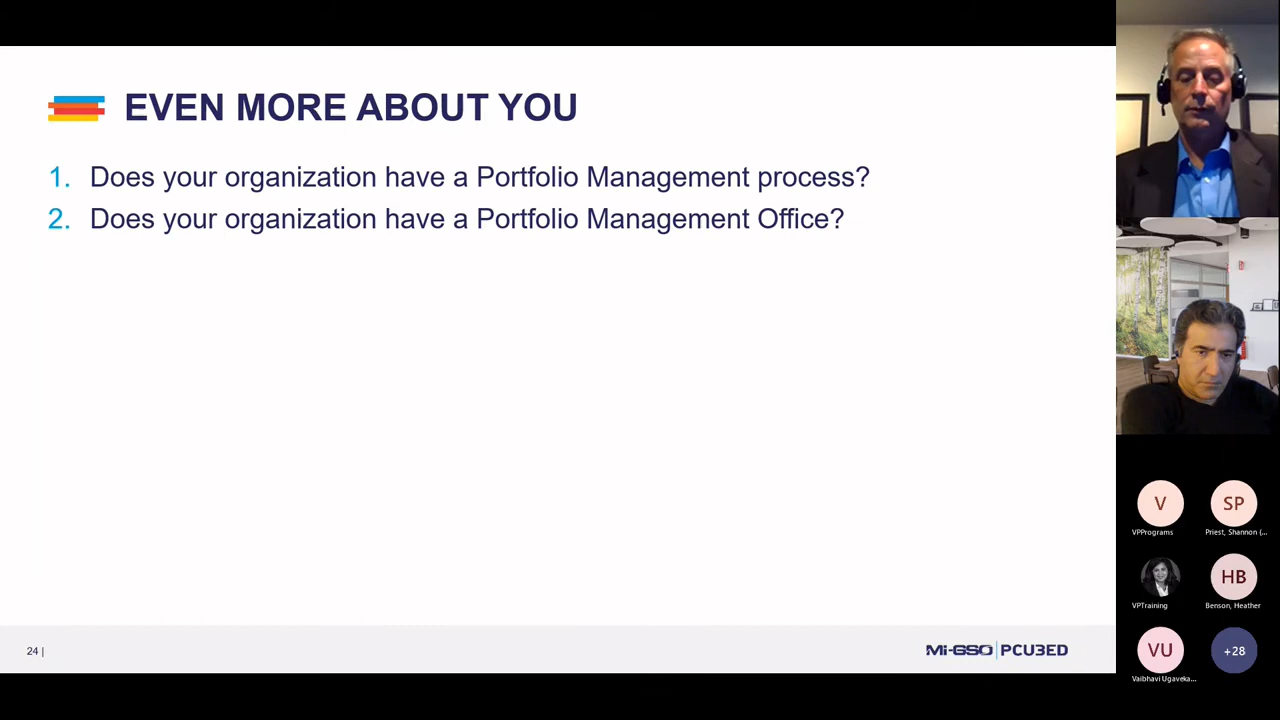 EVEN MORE ABOUT YOU
1. Does your organization have a Portfolio Management process?
2. Does your organization have a Portfolio Management Office?
24 |
Mi-GSO|PCU3ED
V
SP
VPPrograms
Priest, Shannon (...
HB
VPTraining
Benson, Heather
VU
+28
Vaibhavi Ugaveka...